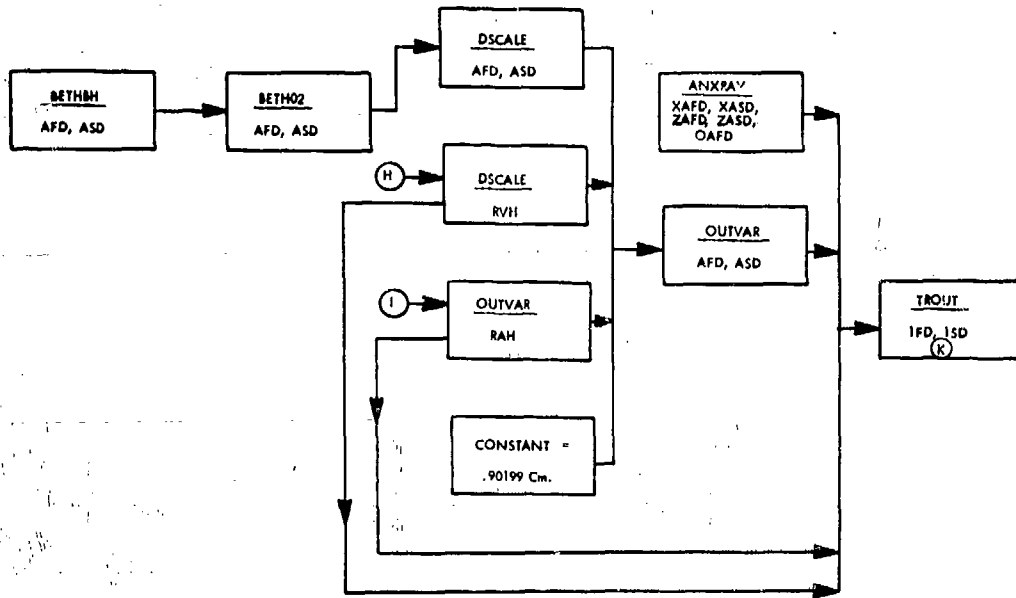 BETHBH
AFD, ASD
BETH02
AFD, ASD
DSCALE
AFD, ASD
ANXRAY
XAFD, XASD,
ZAFD, ZASD,
OAFD
H
DSCALE
RVH
OUTVAR
AFD, ASD
I
OUTVAR
RAH
TROUT
IFD, ISD
K
CONSTANT =
.90199 Cm.